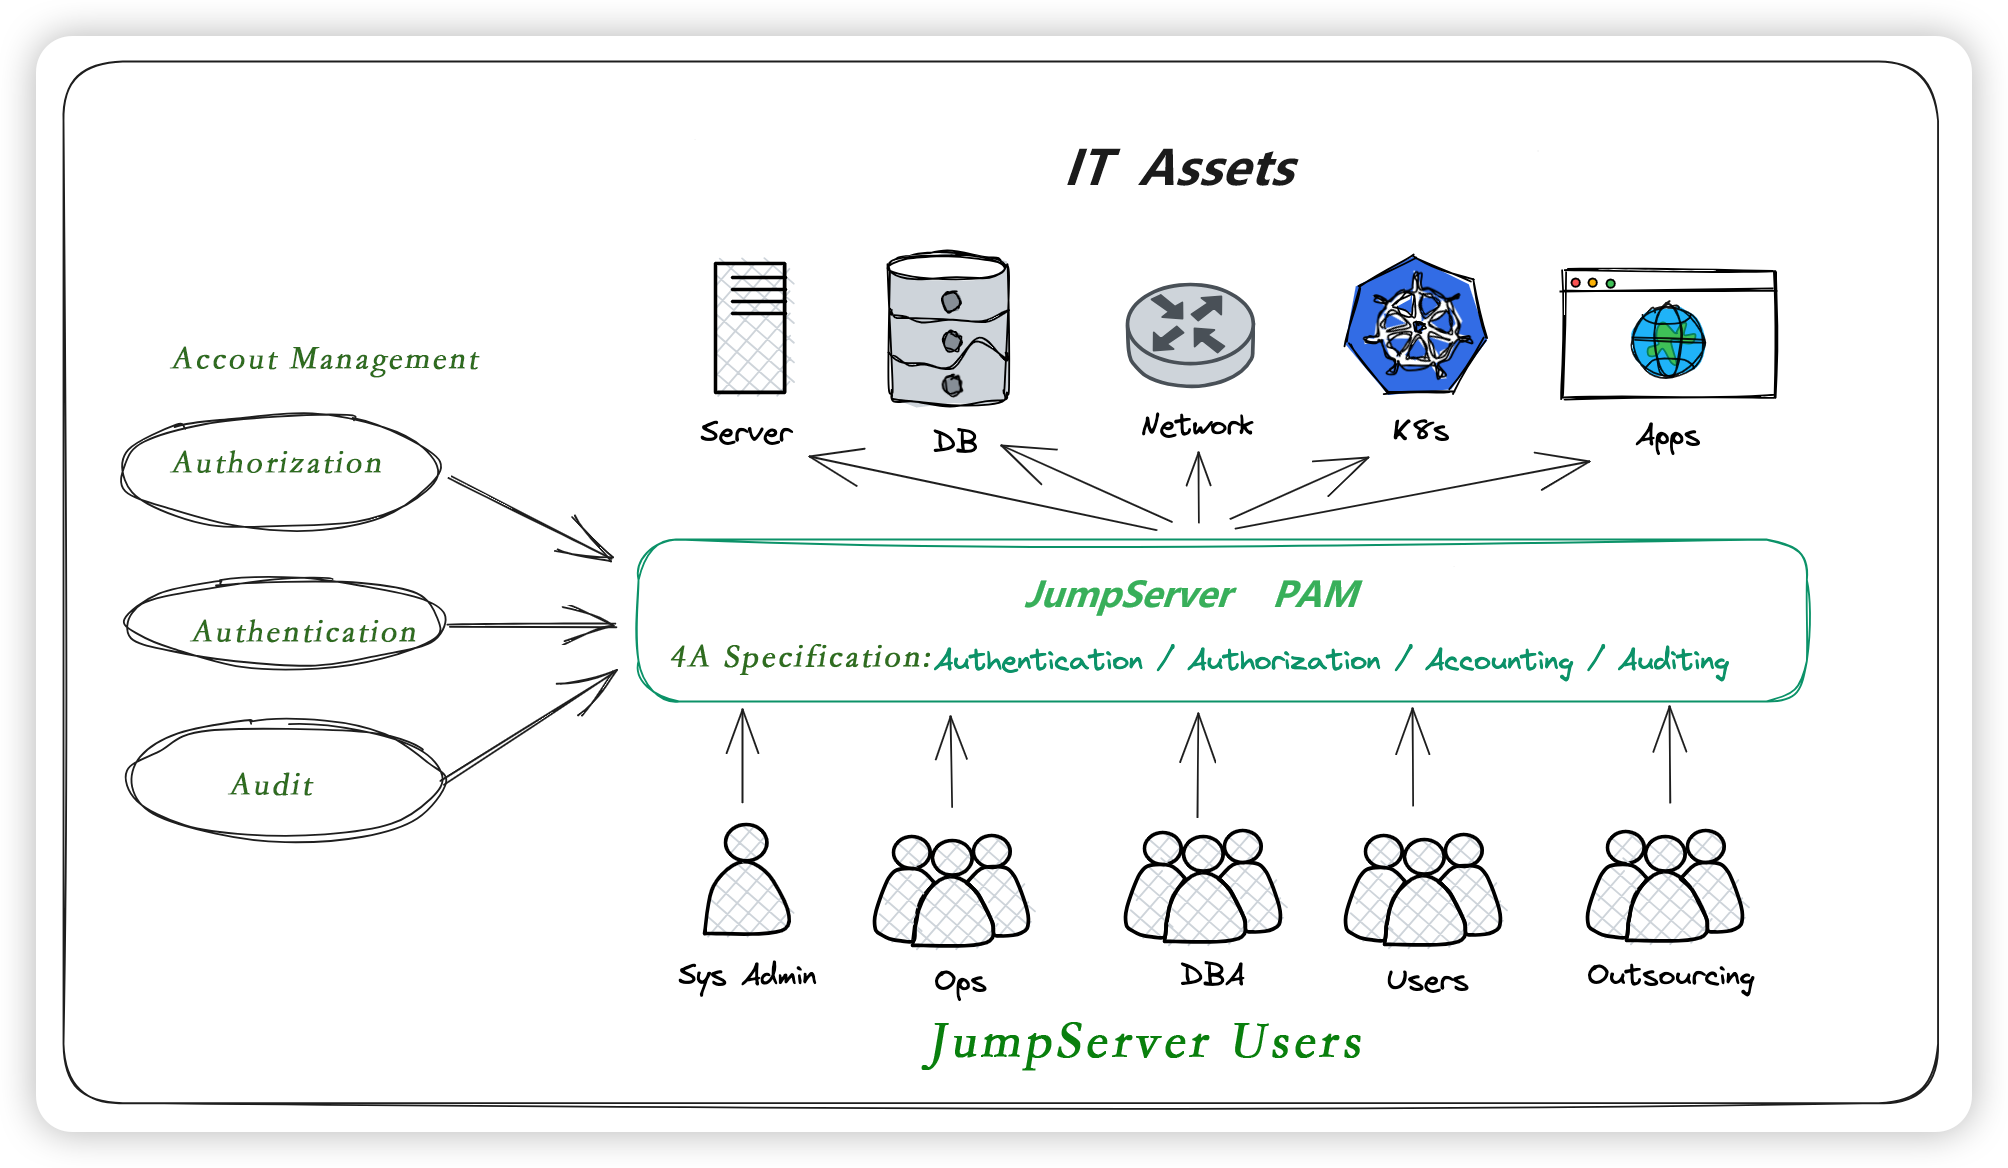 IT Assets
Server
DB
Network
K8s
Apps
Accout Management
Authorization
Authentication
Audit
JumpServer PAM
4A Specification:Authentication / Authorization / Accounting / Auditing
Sys Admin
Ops
DBA
Users
Outsourcing
JumpServer Users